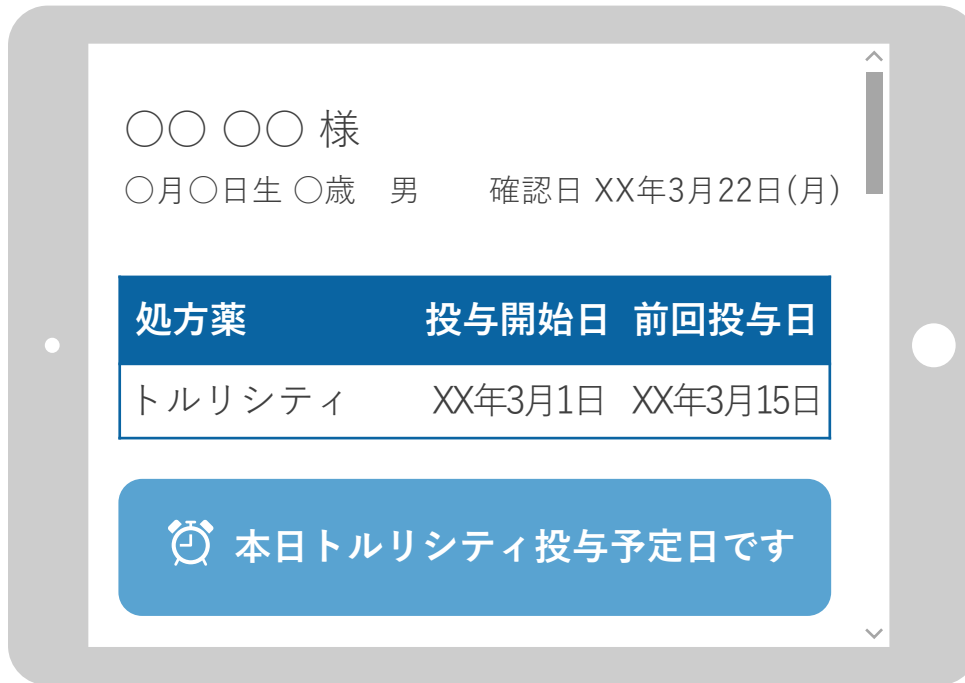 ○○ ○○ 様
○月○日生 ○歳　男　　確認日 XX年3月22日(月)
処方薬　投与開始日　前回投与日
トルリシティ　XX年3月1日　XX年3月15日
本日トルリシティ投与予定日です